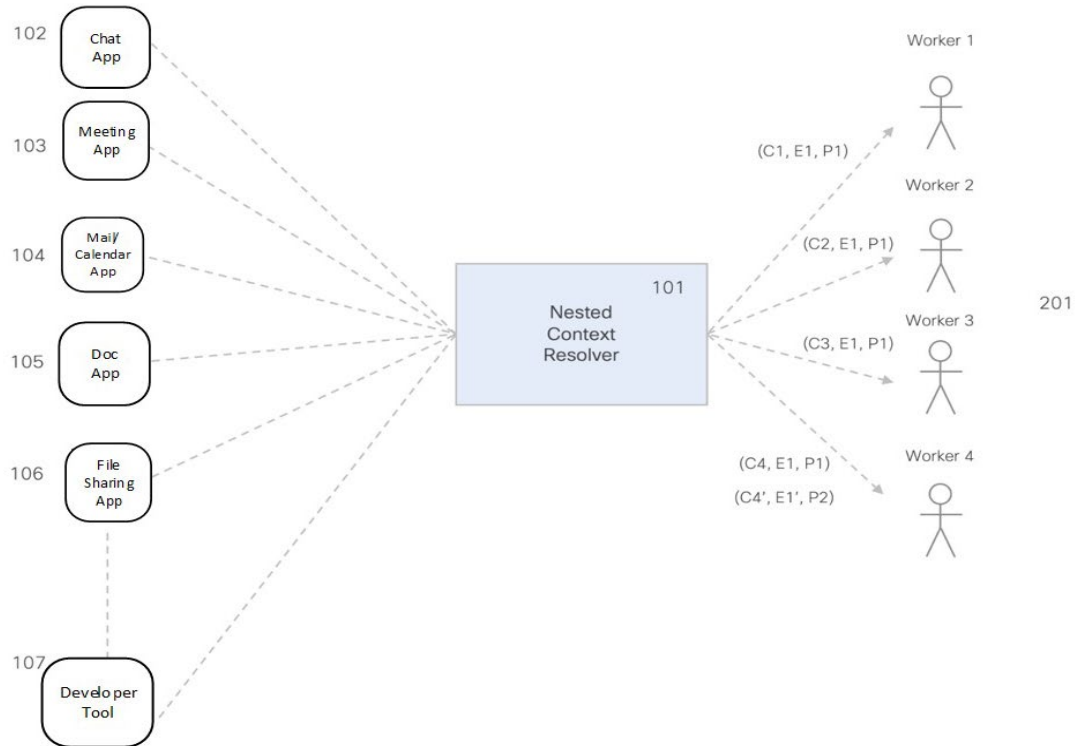 102
Chat
App
103
Meeting
App
104
Mail/
Calendar
App
105
Doc
App
106
File
Sharing
App
107
Developer
Tool
101
Nested
Context
Resolver
Worker 1
(C1, E1, P1)
Worker 2
(C2, E1, P1)
201
Worker 3
(C3, E1, P1)
Worker 4
(C4, E1, P1)
(C4’, E1’, P2)